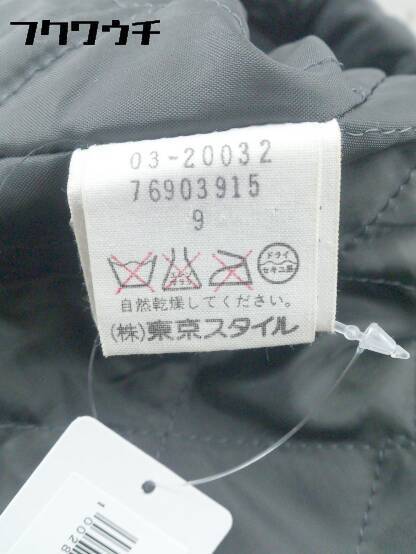 フクワウチ
03-20032
76903915
9
ドライ
セキユ系
自然乾燥してください。
(株)東京スタイル
10028